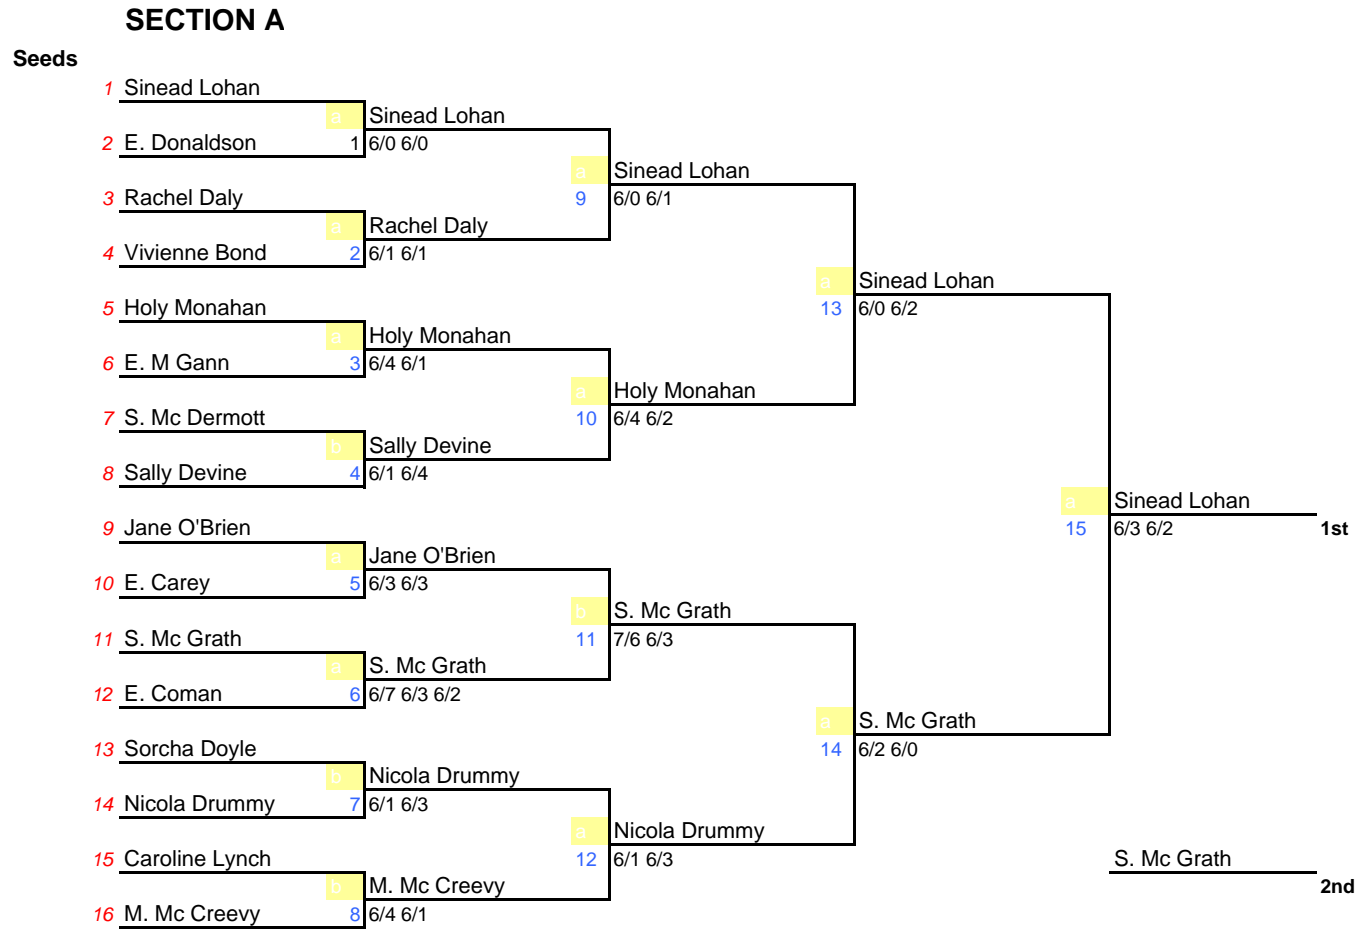 SECTION A
Seeds
1 Sinead Lohan
a Sinead Lohan
2 E. Donaldson 1 6/0 6/0
a Sinead Lohan
3 Rachel Daly 9 6/0 6/1
a Rachel Daly
4 Vivienne Bond 2 6/1 6/1
a Sinead Lohan
5 Holy Monahan 13 6/0 6/2
a Holy Monahan
6 E. M Gann 3 6/4 6/1
a Holy Monahan
7 S. Mc Dermott 10 6/4 6/2
b Sally Devine
8 Sally Devine 4 6/1 6/4
a Sinead Lohan
9 Jane O'Brien 15 6/3 6/2 1st
a Jane O'Brien
10 E. Carey 5 6/3 6/3
b S. Mc Grath
11 S. Mc Grath 11 7/6 6/3
a S. Mc Grath
12 E. Coman 6 6/7 6/3 6/2
a S. Mc Grath
13 Sorcha Doyle 14 6/2 6/0
b Nicola Drummy
14 Nicola Drummy 7 6/1 6/3
a Nicola Drummy
15 Caroline Lynch 12 6/1 6/3 S. Mc Grath
b M. Mc Creevy 2nd
16 M. Mc Creevy 8 6/4 6/1